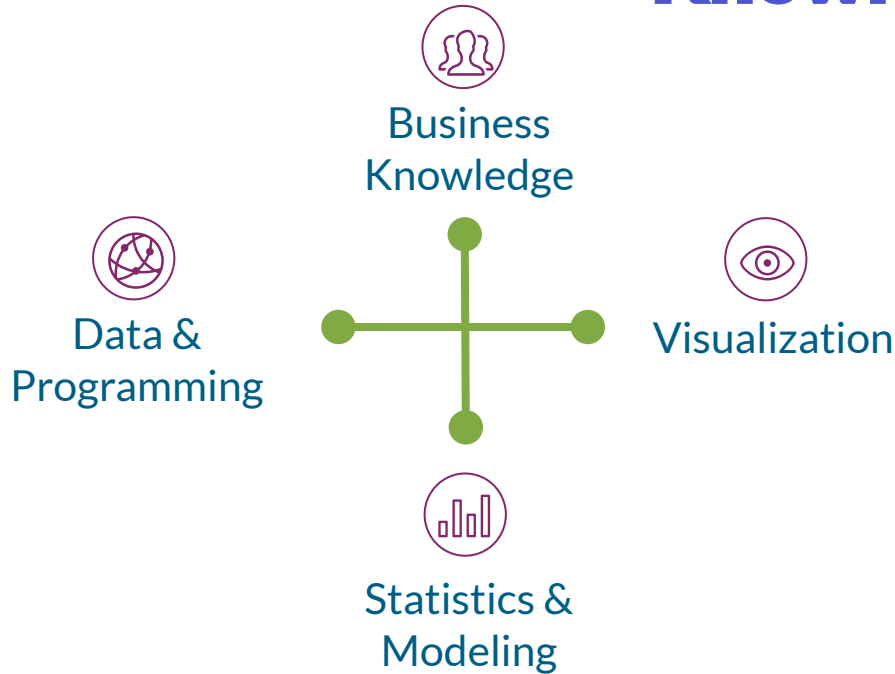 Business
Knowledge
Data &
Programming
Visualization
Statistics &
Modeling